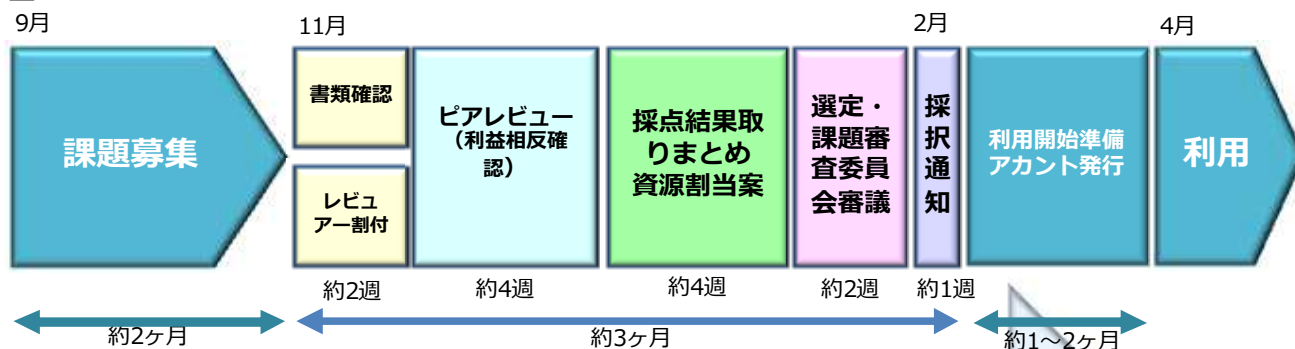 9月
11月
2月
4月
課題募集
書類確認
レビュ
アー割付
ピアレビュー
（利益相反確
認）
採点結果取
りまとめ
資源割当案
選定・
課題審
査委員
会審議
採
択
通
知
利用開始準備
アカント発行
利用
約2週
約4週
約4週
約2週
約1週
約2ヶ月
約3ヶ月
約1～2ヶ月